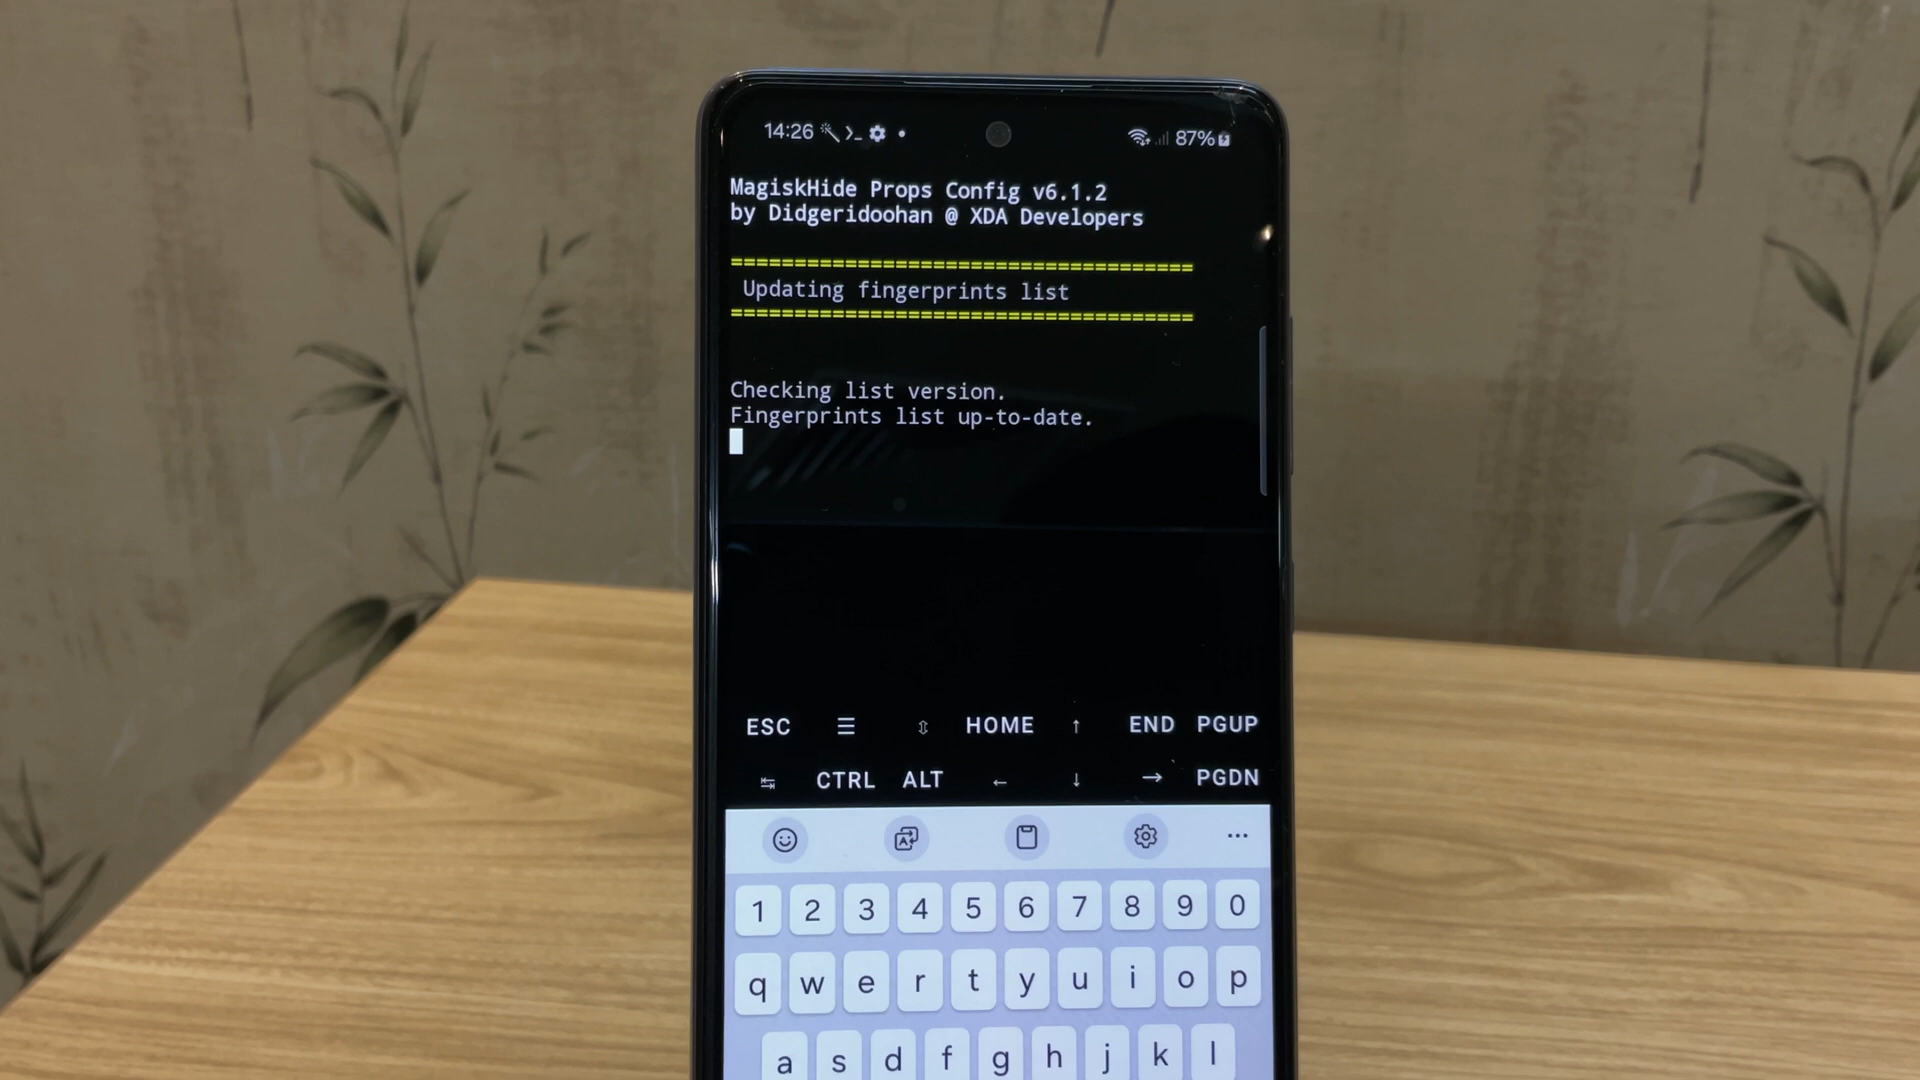 14:26 87%
MagiskHide Props Config v6.1.2
by Didgeridoohan @ XDA Developers
=====================================
Updating fingerprints list
=====================================
Checking list version.
Fingerprints list up-to-date.
ESC ☰ ⇳ HOME ↑ END PGUP
↹ CTRL ALT ← ↓ → PGDN
1 2 3 4 5 6 7 8 9 0
q w e r t y u i o p
a s d f g h j k l